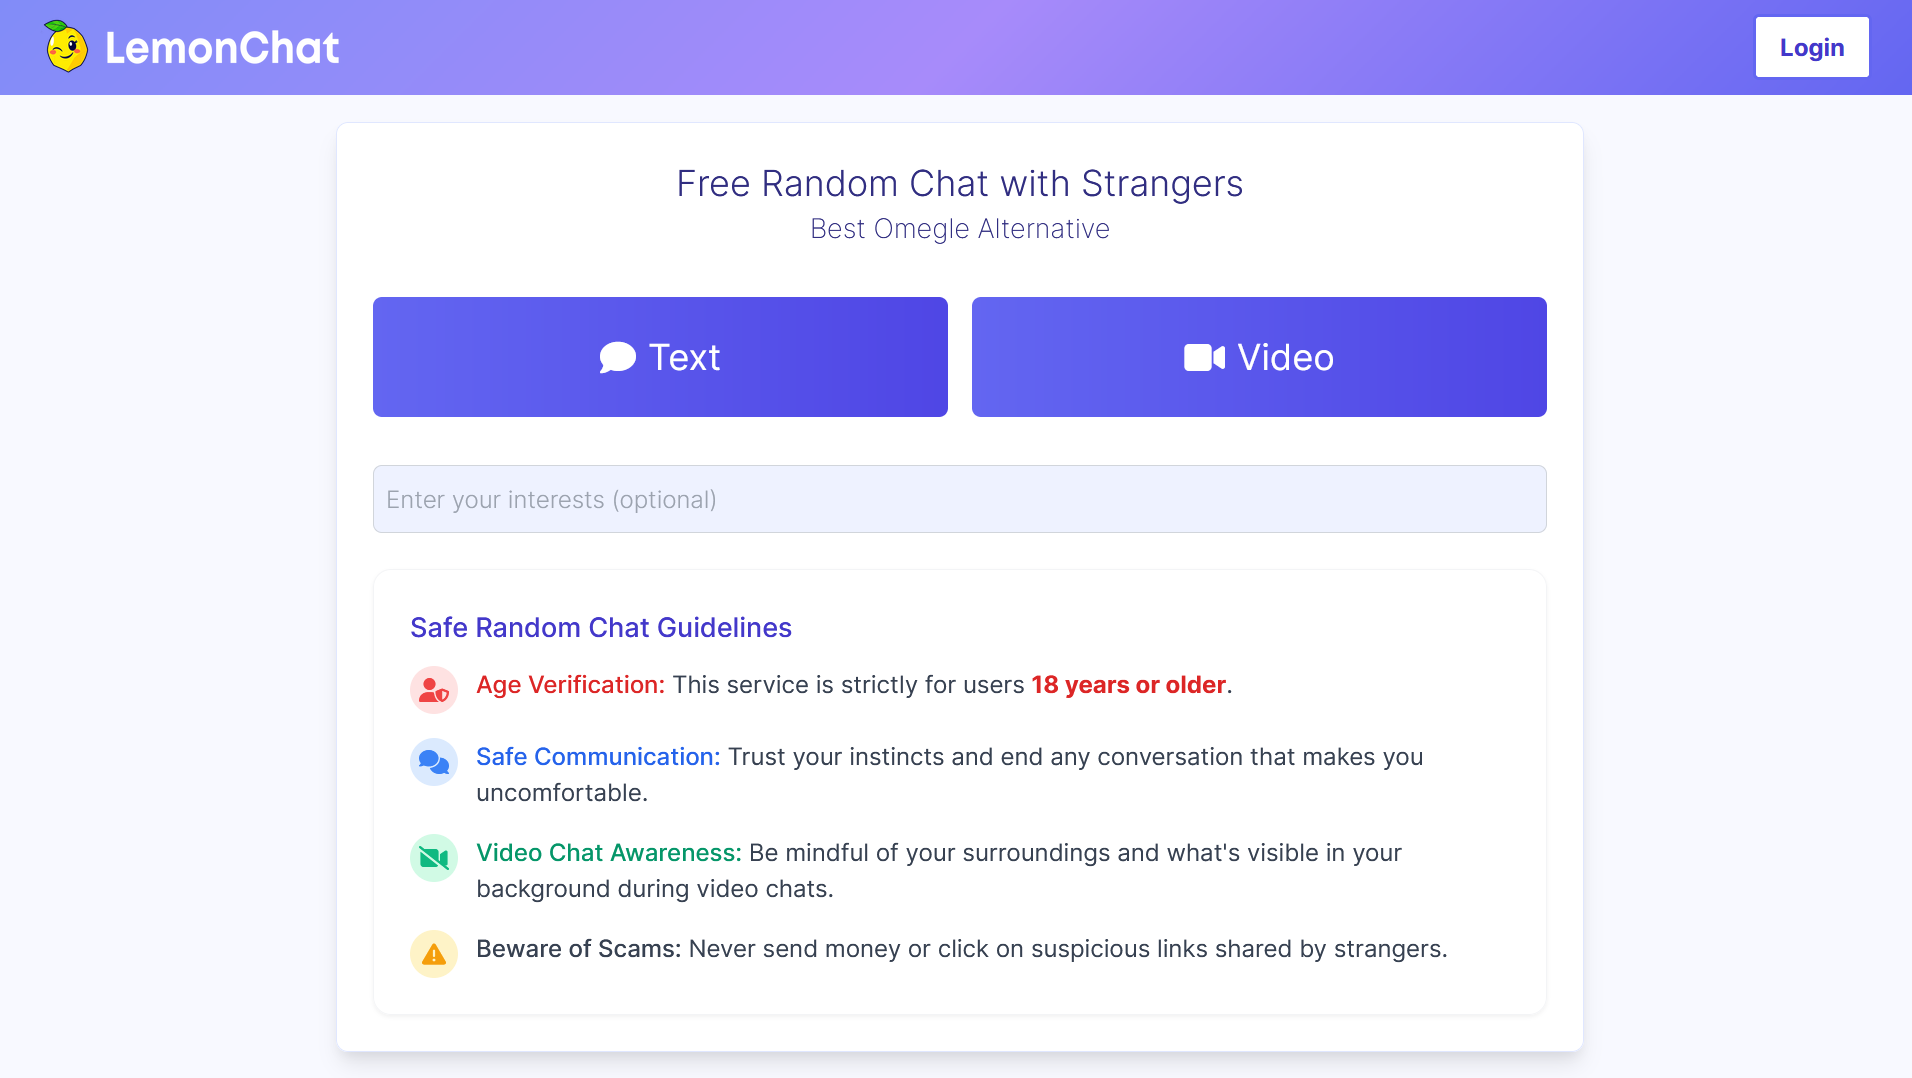 LemonChat
Login
Free Random Chat with Strangers
Best Omegle Alternative
Text
Video
Enter your interests (optional)
Safe Random Chat Guidelines
Age Verification: This service is strictly for users 18 years or older.
Safe Communication: Trust your instincts and end any conversation that makes you
uncomfortable.
Video Chat Awareness: Be mindful of your surroundings and what's visible in your
background during video chats.
Beware of Scams: Never send money or click on suspicious links shared by strangers.